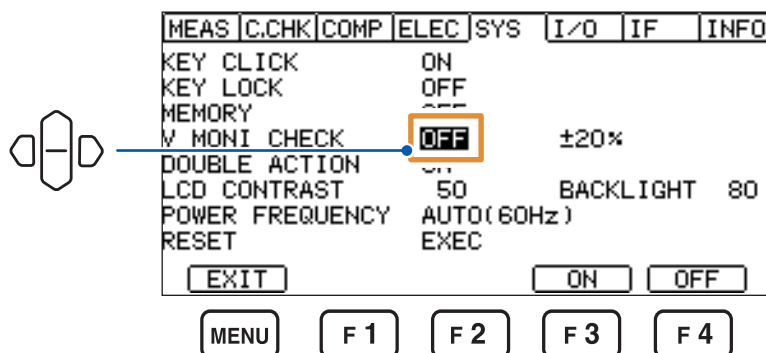 MEAS C.CHK COMP ELEC SYS I/O IF INFO
KEY CLICK ON
KEY LOCK OFF
MEMORY
V MONI CHECK OFF ±20%
DOUBLE ACTION ON
LCD CONTRAST 50 BACKLIGHT 80
POWER FREQUENCY AUTO(60Hz)
RESET EXEC
EXIT ON OFF
MENU F1 F2 F3 F4